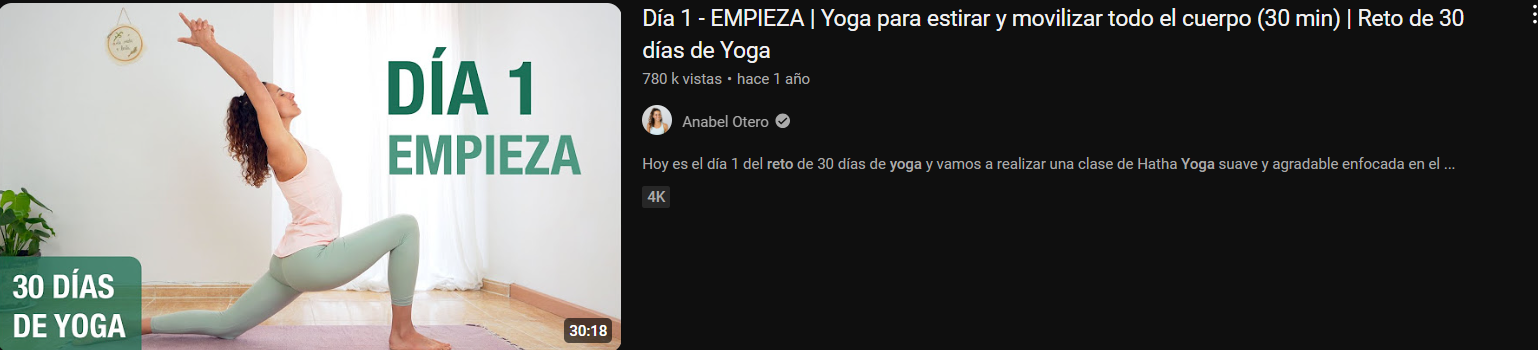 DÍA 1
EMPIEZA
30 DÍAS
DE YOGA
30:18
Día 1 - EMPIEZA | Yoga para estirar y movilizar todo el cuerpo (30 min) | Reto de 30
días de Yoga
780 k vistas • hace 1 año
Anabel Otero
Hoy es el día 1 del reto de 30 días de yoga y vamos a realizar una clase de Hatha Yoga suave y agradable enfocada en el ...
4K